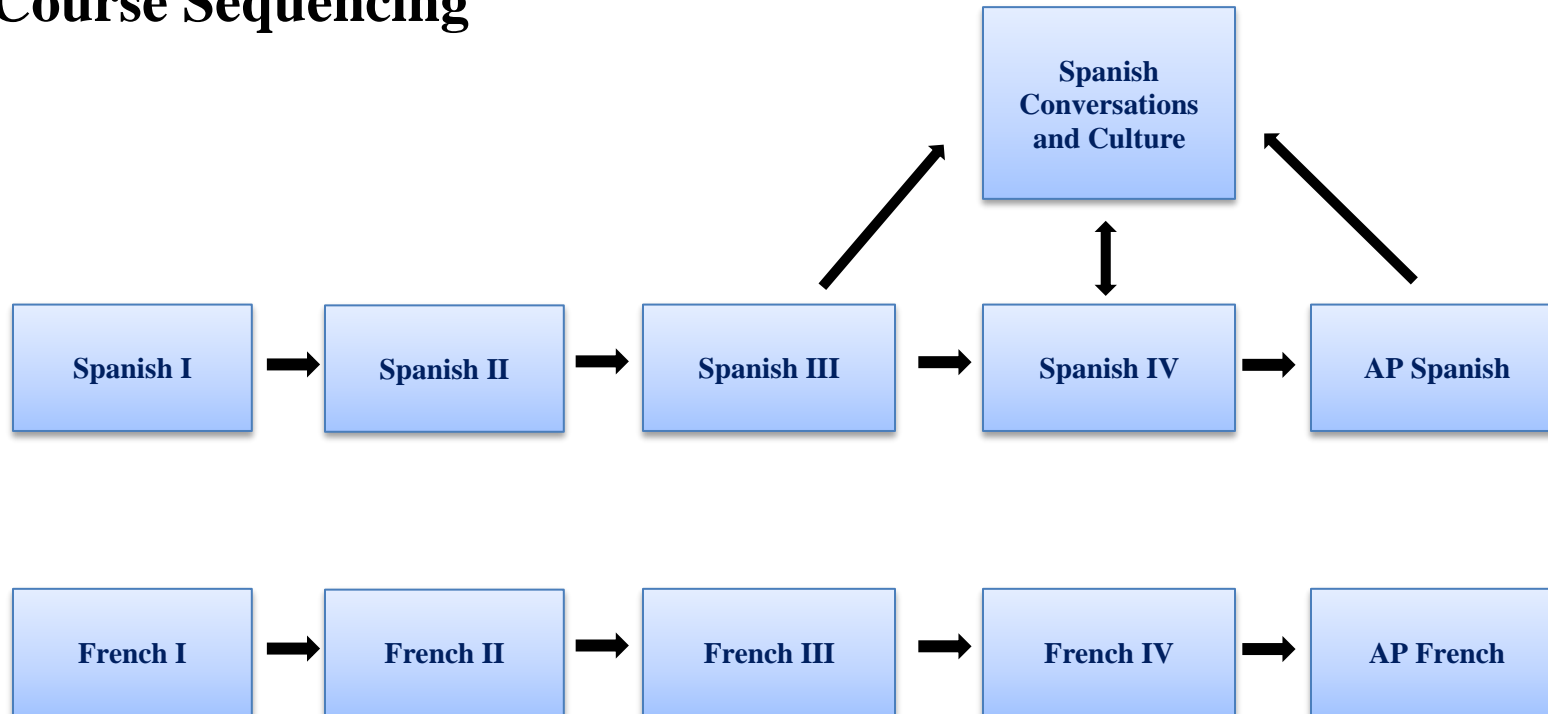 Course Sequencing
Spanish
Conversations
and Culture
Spanish I
Spanish II
Spanish III
Spanish IV
AP Spanish
French I
French II
French III
French IV
AP French